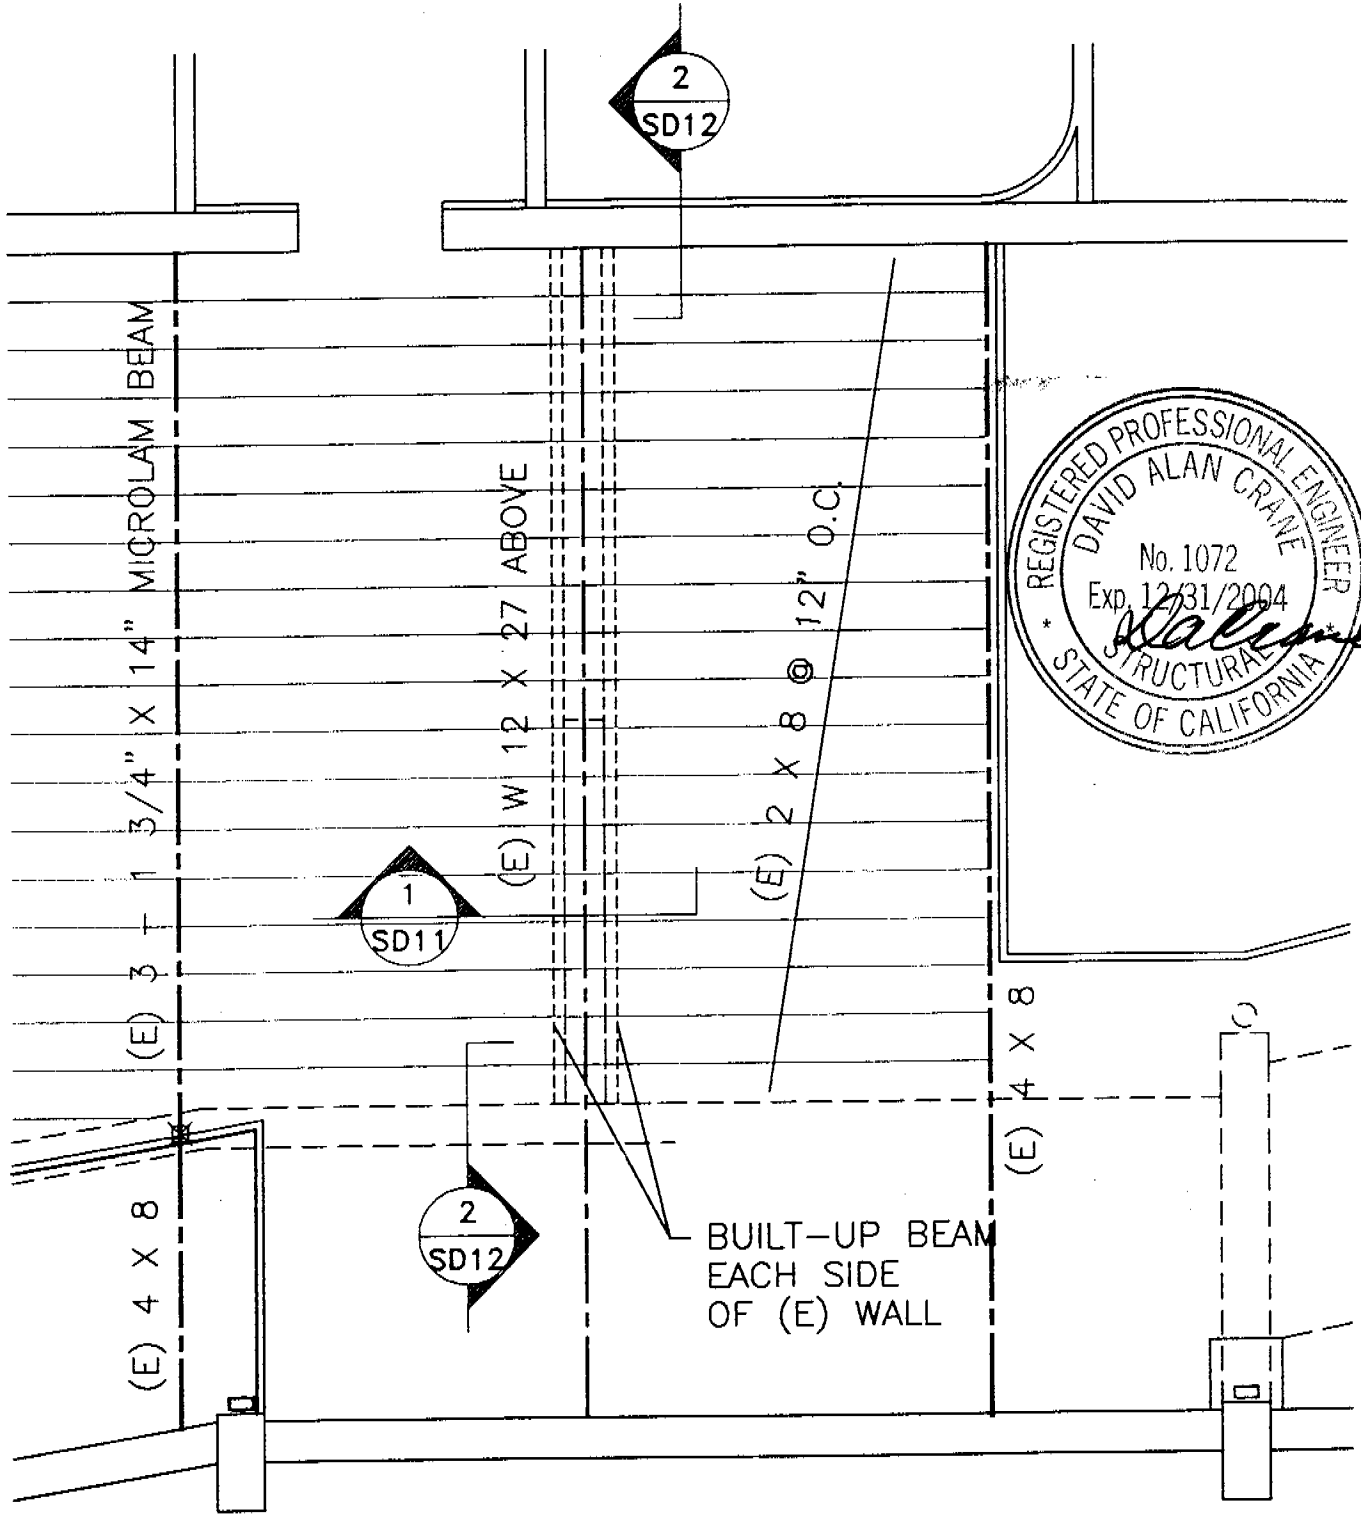 2
SD12
(E) 3 - 1 3/4" X 14" MICROLAM BEAM
(E) W 12 X 27 ABOVE
(E) 2 X 8 @ 12" O.C.
REGISTERED PROFESSIONAL ENGINEER
DAVID ALAN CRANE
No. 1072
Exp. 12/31/2004
STRUCTURAL
* STATE OF CALIFORNIA *
1
SD11
(E) 4 X 8
(E) 4 X 8
2
SD12
BUILT-UP BEAM
EACH SIDE
OF (E) WALL